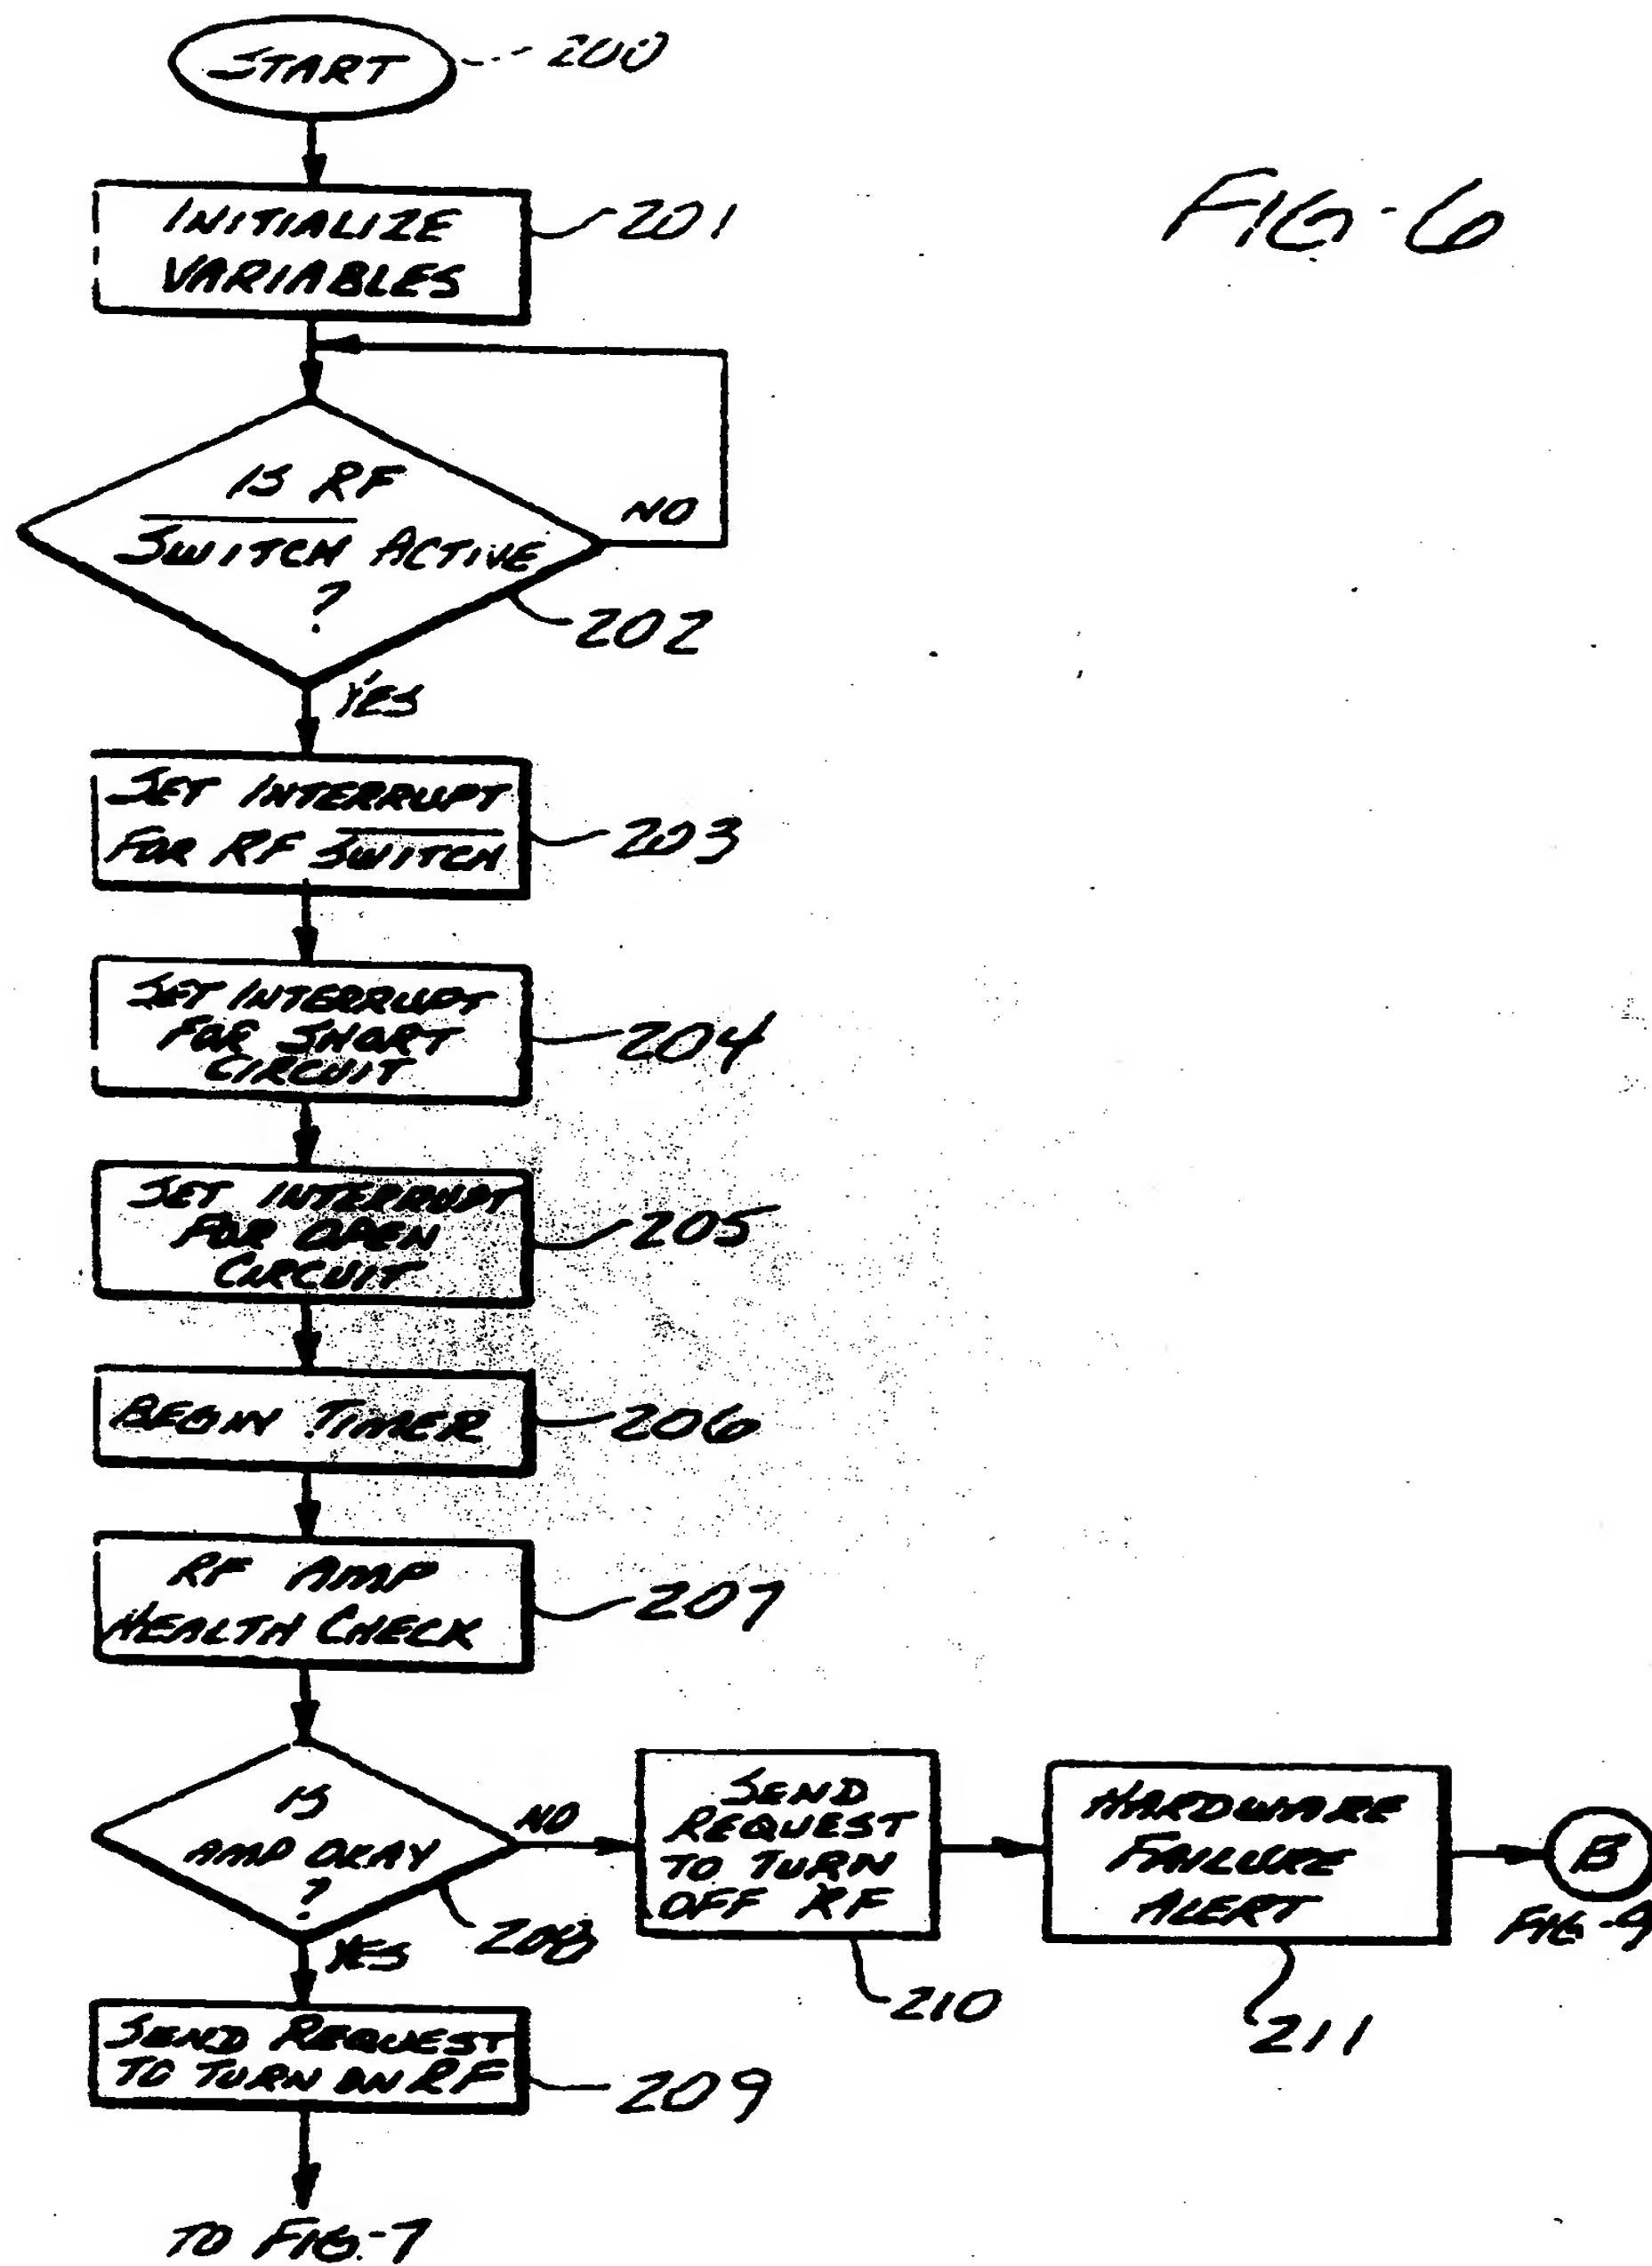 START
200
FIG-6
INITIALIZE
VARIABLES
201
IS RF
SWITCH ACTIVE
?
NO
202
YES
SET INTERRUPT
FOR RF SWITCH
203
SET INTERRUPT
FOR SHORT
CIRCUIT
204
SET INTERRUPT
FOR OPEN
CIRCUIT
205
BEGIN TIMER
206
RF AMP
HEALTH CHECK
207
IS
AMP OKAY
?
NO
208
YES
SEND
REQUEST
TO TURN
OFF RF
210
HARDWARE
FAILURE
ALERT
211
B
FIG-9
SEND REQUEST
TO TURN ON RF
209
TO FIG-7